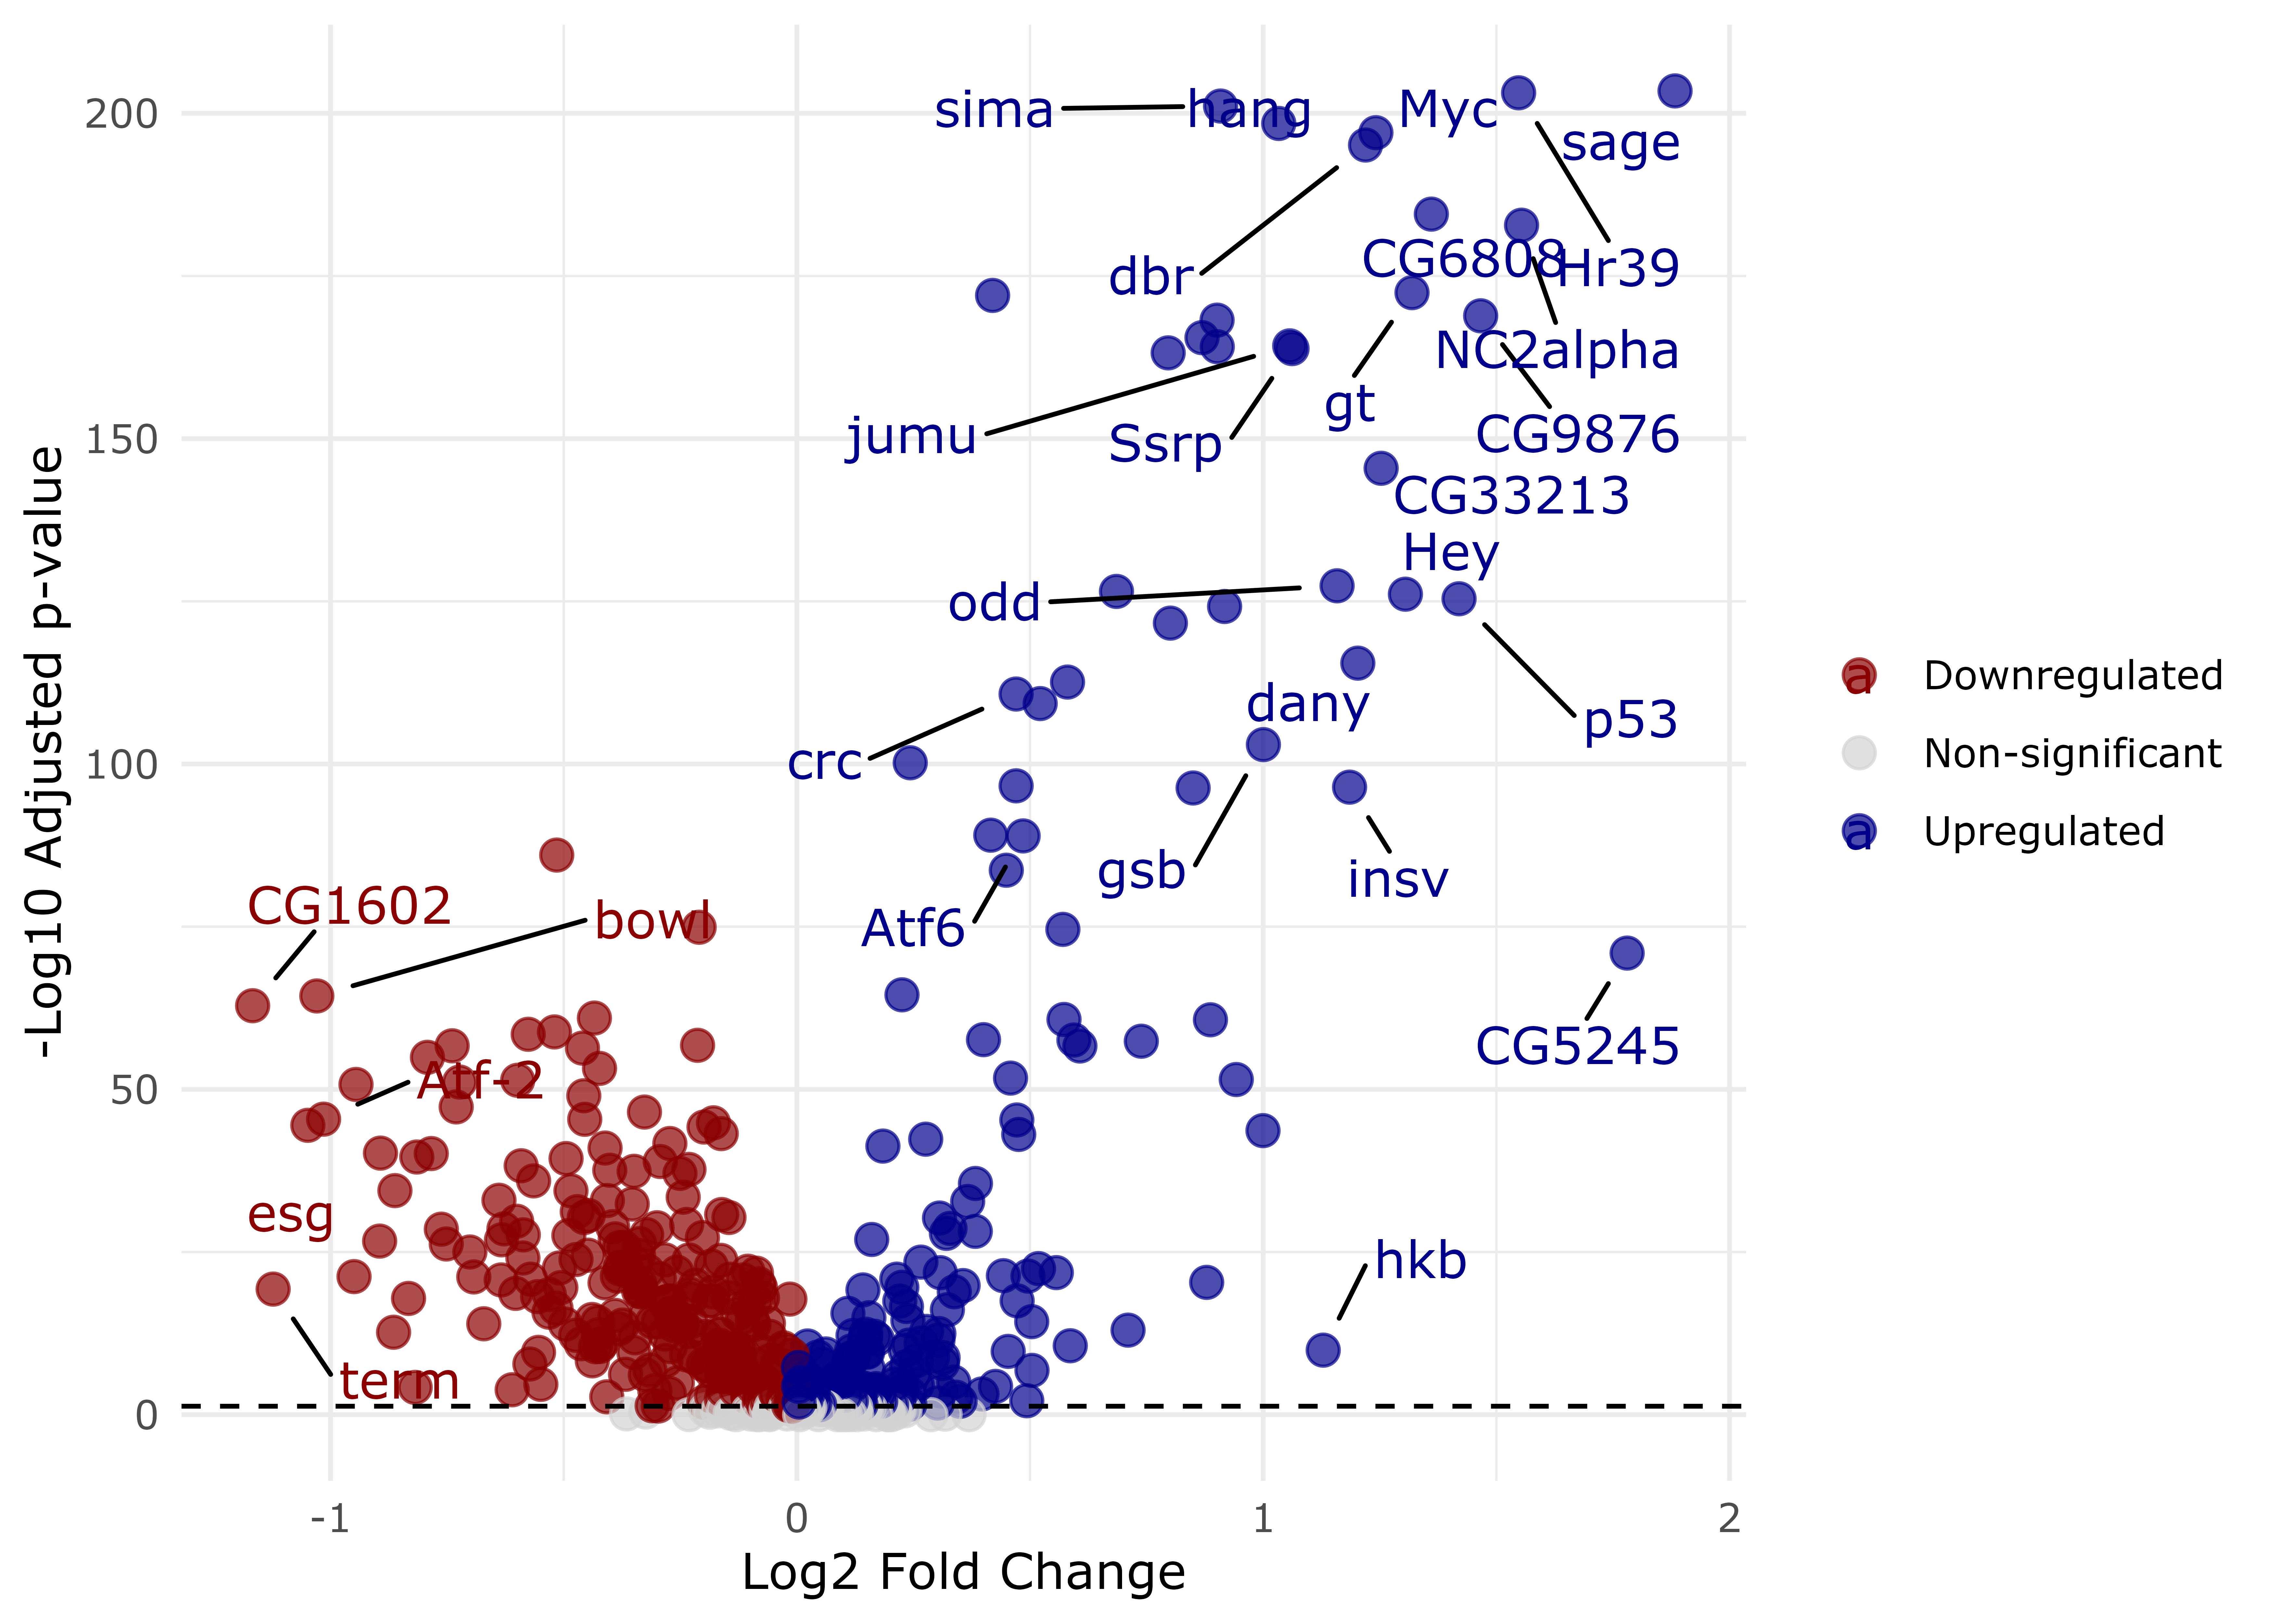 200
150
100
50
0
-1
0
1
2
-Log10 Adjusted p-value
Log2 Fold Change
sima
hang
Myc
sage
dbr
CG6808
Hr39
jumu
Ssrp
gt
NC2alpha
CG9876
CG33213
Hey
odd
dany
p53
crc
gsb
insv
Atf6
CG1602
bowl
CG5245
Atf-2
esg
hkb
term
a Downregulated
Non-significant
a Upregulated